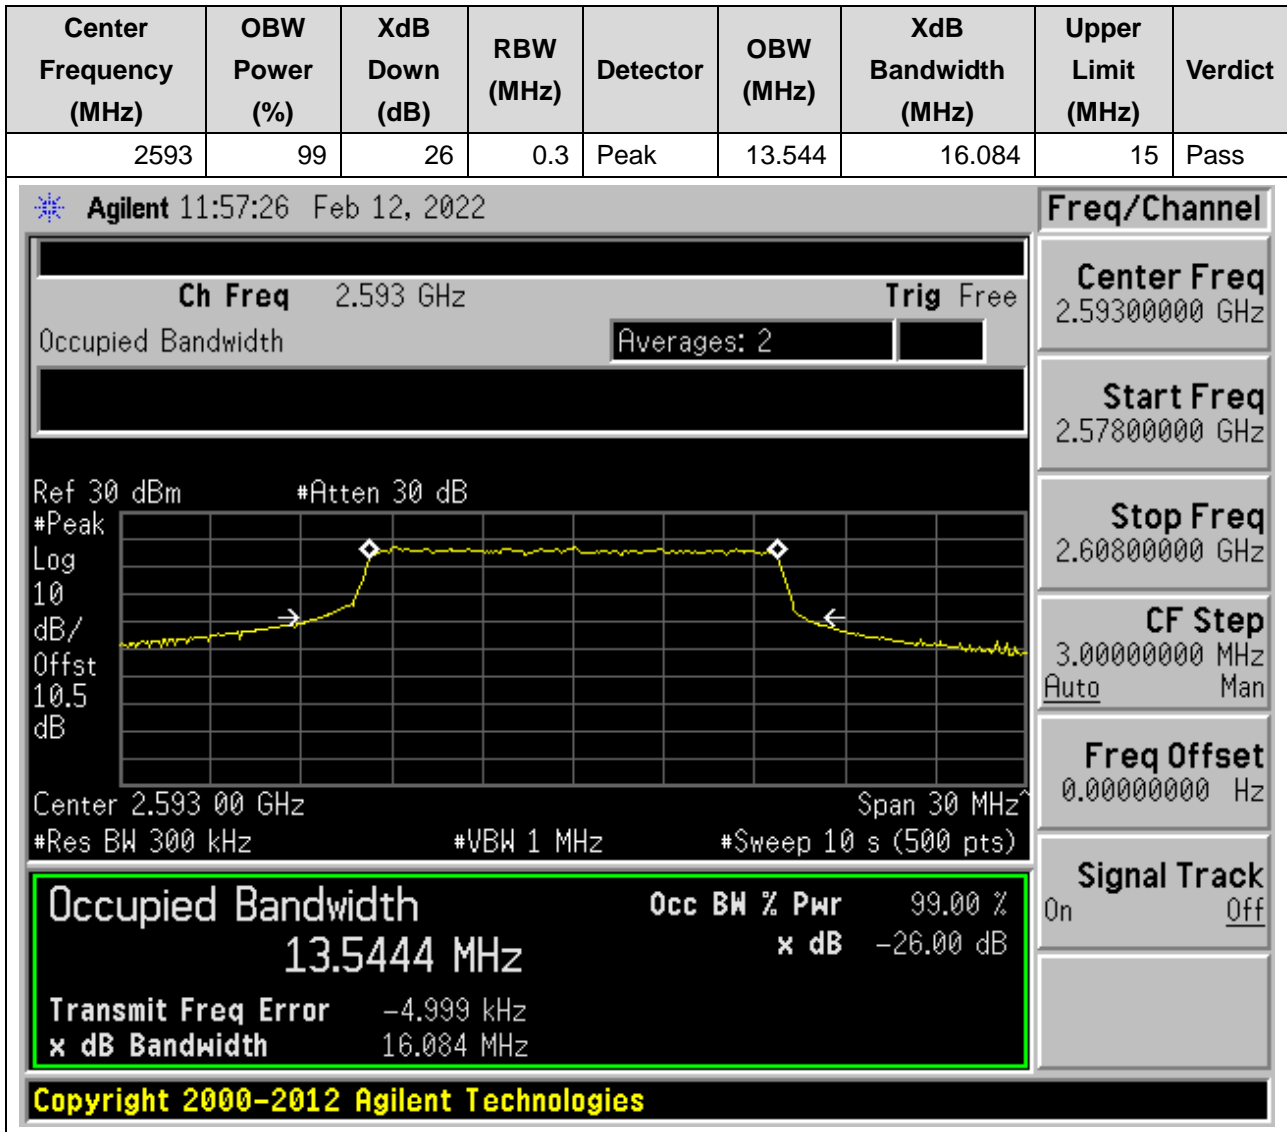 Center Frequency (MHz) OBW Power (%) XdB Down (dB) RBW (MHz) Detector OBW (MHz) XdB Bandwidth (MHz) Upper Limit (MHz) Verdict
2593 99 26 0.3 Peak 13.544 16.084 15 Pass
Agilent 11:57:26 Feb 12, 2022
Freq/Channel
Ch Freq 2.593 GHz
Trig Free
Occupied Bandwidth
Averages: 2
Center Freq
2.59300000 GHz
Start Freq
2.57800000 GHz
Stop Freq
2.60800000 GHz
CF Step
3.00000000 MHz
Auto Man
Freq Offset
0.00000000 Hz
Signal Track
On Off
Ref 30 dBm
#Atten 30 dB
#Peak
Log
10
dB/
Offst
10.5
dB
Center 2.593 00 GHz
Span 30 MHz^
#Res BW 300 kHz
#VBW 1 MHz
#Sweep 10 s (500 pts)
Occupied Bandwidth
13.5444 MHz
Occ BW % Pwr 99.00 %
x dB -26.00 dB
Transmit Freq Error -4.999 kHz
x dB Bandwidth 16.084 MHz
Copyright 2000-2012 Agilent Technologies